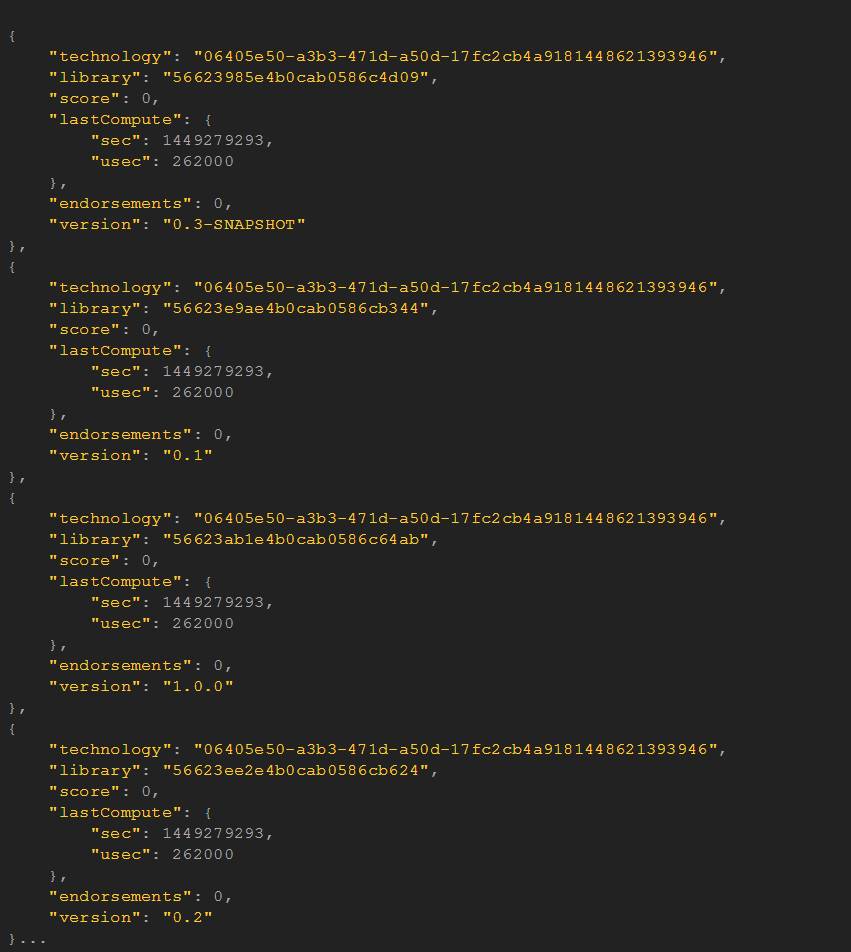 {
    "technology": "06405e50-a3b3-471d-a50d-17fc2cb4a9181448621393946",
    "library": "56623985e4b0cab0586c4d09",
    "score": 0,
    "lastCompute": {
        "sec": 1449279293,
        "usec": 262000
    },
    "endorsements": 0,
    "version": "0.3-SNAPSHOT"
},
{
    "technology": "06405e50-a3b3-471d-a50d-17fc2cb4a9181448621393946",
    "library": "56623e9ae4b0cab0586cb344",
    "score": 0,
    "lastCompute": {
        "sec": 1449279293,
        "usec": 262000
    },
    "endorsements": 0,
    "version": "0.1"
},
{
    "technology": "06405e50-a3b3-471d-a50d-17fc2cb4a9181448621393946",
    "library": "56623ab1e4b0cab0586c64ab",
    "score": 0,
    "lastCompute": {
        "sec": 1449279293,
        "usec": 262000
    },
    "endorsements": 0,
    "version": "1.0.0"
},
{
    "technology": "06405e50-a3b3-471d-a50d-17fc2cb4a9181448621393946",
    "library": "56623ee2e4b0cab0586cb624",
    "score": 0,
    "lastCompute": {
        "sec": 1449279293,
        "usec": 262000
    },
    "endorsements": 0,
    "version": "0.2"
}...